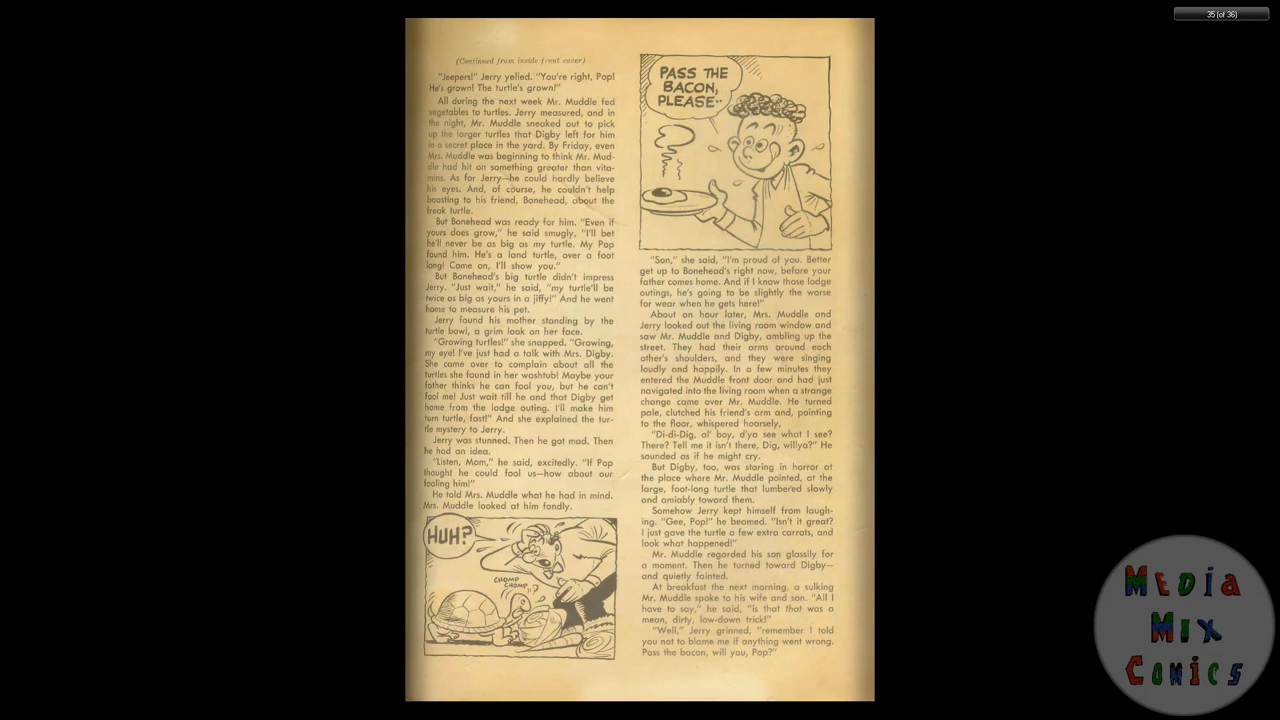 35 (of 36)
(Continued from inside front cover)
"Jeepers!" Jerry yelled. "You're right, Pop!
He's grown! The turtle's grown!"
All during the next week Mr. Muddle fed
vegetables to turtles. Jerry measured, and in
the night, Mr. Muddle sneaked out to pick
up the larger turtles that Digby left for him
in a secret place in the yard. By Friday, even
Mrs. Muddle was beginning to think Mr. Mud-
dle had hit on something greater than vita-
mins. As for Jerry—he could hardly believe
his eyes. And, of course, he couldn't help
boasting to his friend, Bonehead, about the
freak turtle.
But Bonehead was ready for him. "Even if
yours does grow," he said smugly, "I'll bet
he'll never be as big as my turtle. My Pop
found him. He's a land turtle, over a foot
long! Come on, I'll show you."
But Bonehead's big turtle didn't impress
Jerry. "Just wait," he said, "my turtle'll be
twice as big as yours in a jiffy!" And he went
home to measure his pet.
Jerry found his mother standing by the
turtle bowl, a grim look on her face.
"Growing turtles!" she snapped. "Growing,
my eye! I've just had a talk with Mrs. Digby.
She came over to complain about all the
turtles she found in her washtub! Maybe your
father thinks he can fool you, but he can't
fool me! Just wait till he and that Digby get
home from the lodge outing. I'll make him
turn turtle, fast!" And she explained the tur-
tle mystery to Jerry.
Jerry was stunned. Then he got mad. Then
he had an idea.
"Listen, Mom," he said, excitedly. "If Pop
thought he could fool us—how about our
fooling him!"
He told Mrs. Muddle what he had in mind.
Mrs. Muddle looked at him fondly.
HUH?
CHOMP
CHOMP
?
PASS THE
BACON,
PLEASE--
"Son," she said, "I'm proud of you. Better
get up to Bonehead's right now, before your
father comes home. And if I know those lodge
outings, he's going to be slightly the worse
for wear when he gets here!"
About an hour later, Mrs. Muddle and
Jerry looked out the living room window and
saw Mr. Muddle and Digby, ambling up the
street. They had their arms around each
other's shoulders, and they were singing
loudly and happily. In a few minutes they
entered the Muddle front door and had just
navigated into the living room when a strange
change came over Mr. Muddle. He turned
pale, clutched his friend's arm and, pointing
to the floor, whispered hoarsely,
"Di-di-Dig, ol' boy, d'ya see what I see?
There? Tell me it isn't there, Dig, willya?" He
sounded as if he might cry.
But Digby, too, was staring in horror at
the place where Mr. Muddle pointed, at the
large, foot-long turtle that lumbered slowly
and amiably toward them.
Somehow Jerry kept himself from laugh-
ing. "Gee, Pop!" he beamed. "Isn't it great?
I just gave the turtle a few extra carrots, and
look what happened!"
Mr. Muddle regarded his son glassily for
a moment. Then he turned toward Digby—
and quietly fainted.
At breakfast the next morning, a sulking
Mr. Muddle spoke to his wife and son. "All I
have to say," he said, "is that that was a
mean, dirty, low-down trick!"
"Well," Jerry grinned, "remember I told
you not to blame me if anything went wrong.
Pass the bacon, will you, Pop?"
MEDIA
MIX
COMICS